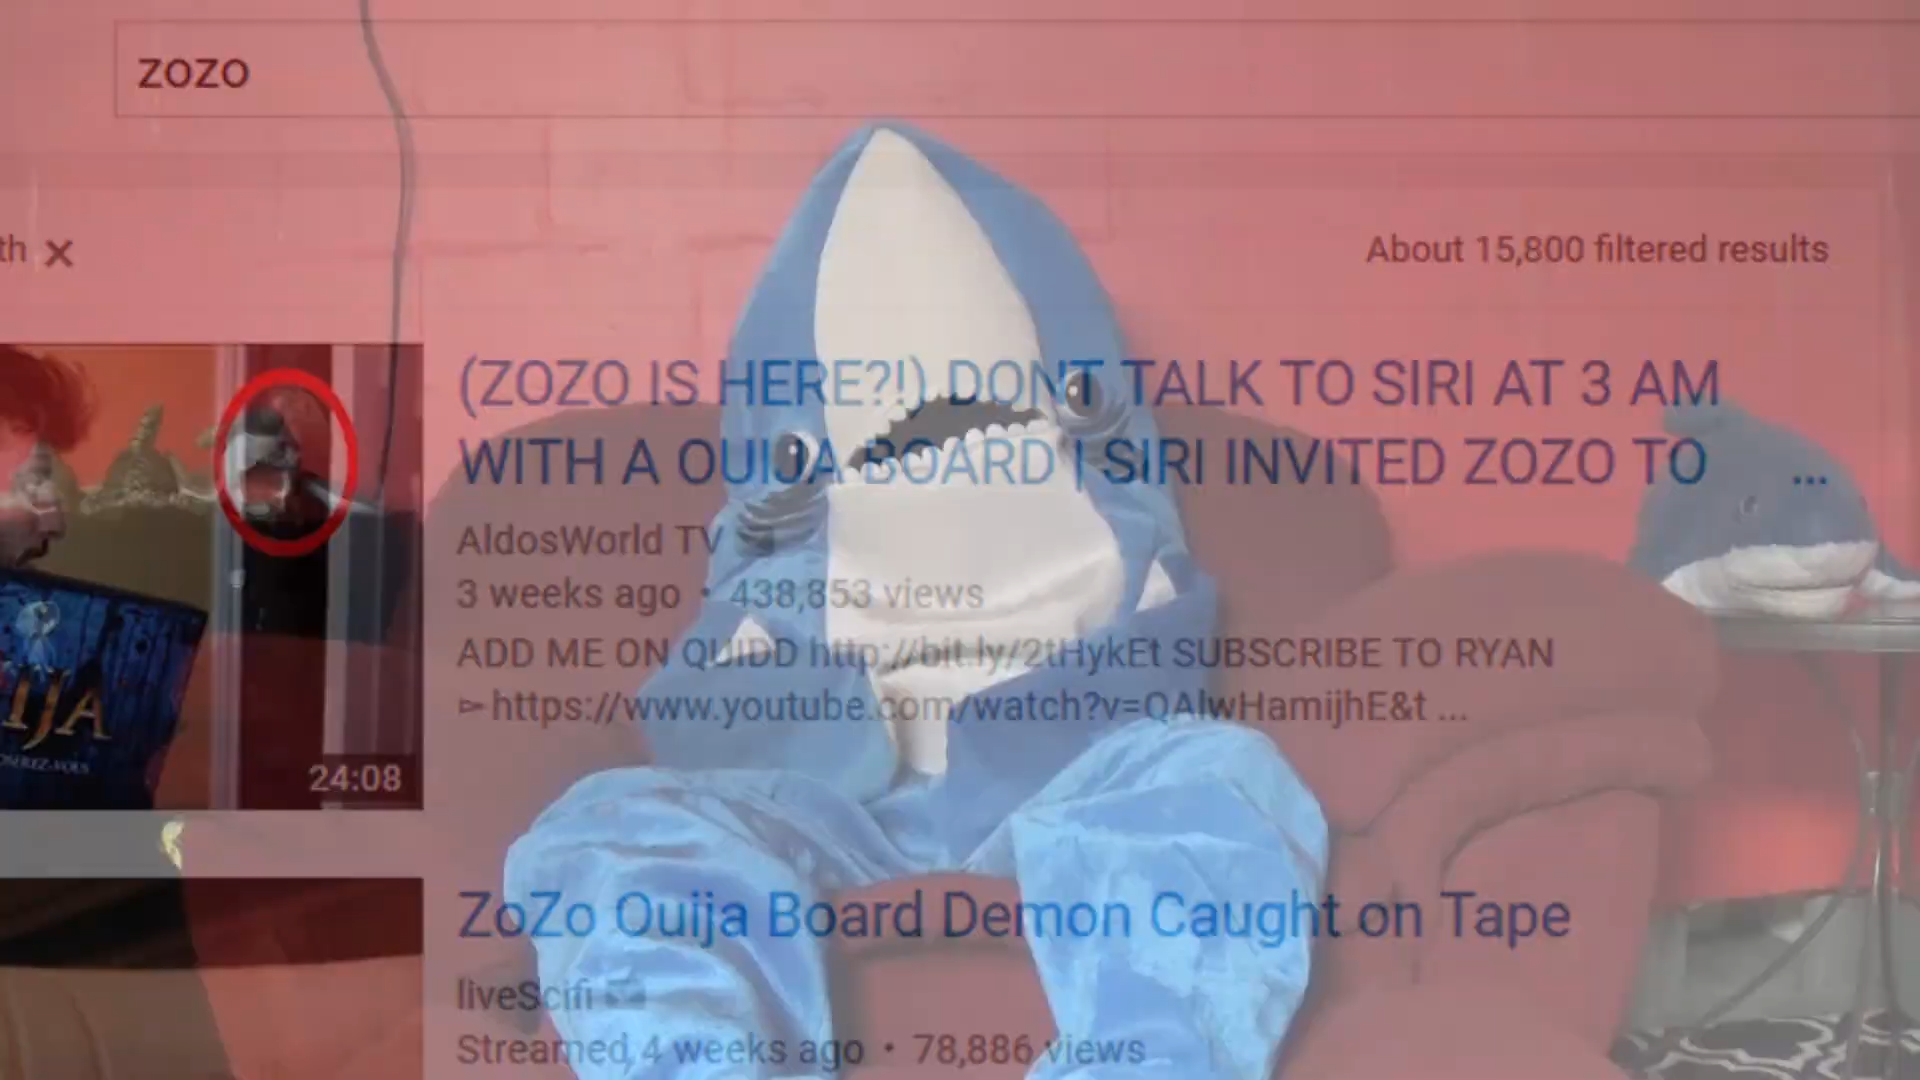 ZOZO
th
About 15,800 filtered results
(ZOZO IS HERE?!) DONT TALK TO SIRI AT 3 AM
WITH A OUIJA BOARD | SIRI INVITED ZOZO TO ...
AldosWorld TV
3 weeks ago • 438,853 views
ADD ME ON QUIDD http://bit.ly/2tHykEt SUBSCRIBE TO RYAN
➢ https://www.youtube.com/watch?v=QAlwHamijhE&t ...
IJA
24:08
ZoZo Ouija Board Demon Caught on Tape
liveScifi
Streamed 4 weeks ago • 78,886 views